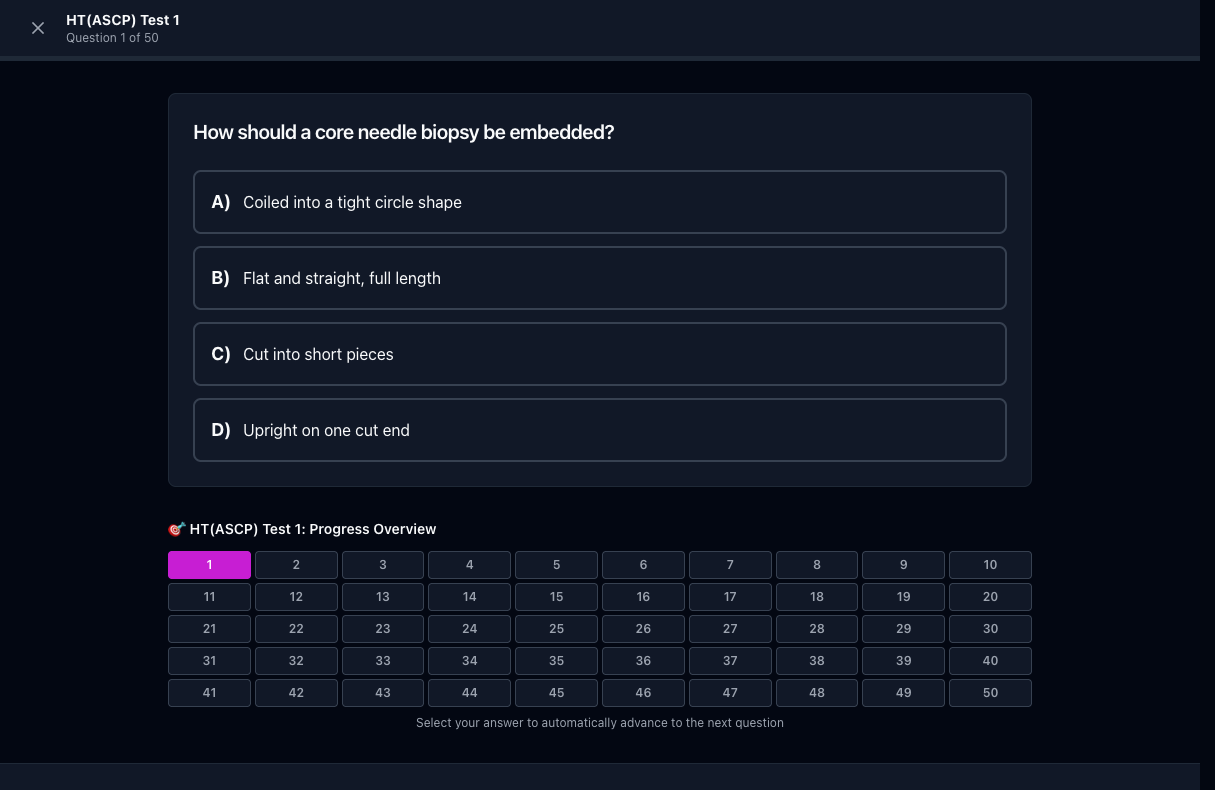 HT(ASCP) Test 1
Question 1 of 50
How should a core needle biopsy be embedded?
A) Coiled into a tight circle shape
B) Flat and straight, full length
C) Cut into short pieces
D) Upright on one cut end
🎯 HT(ASCP) Test 1: Progress Overview
1 2 3 4 5 6 7 8 9 10
11 12 13 14 15 16 17 18 19 20
21 22 23 24 25 26 27 28 29 30
31 32 33 34 35 36 37 38 39 40
41 42 43 44 45 46 47 48 49 50
Select your answer to automatically advance to the next question